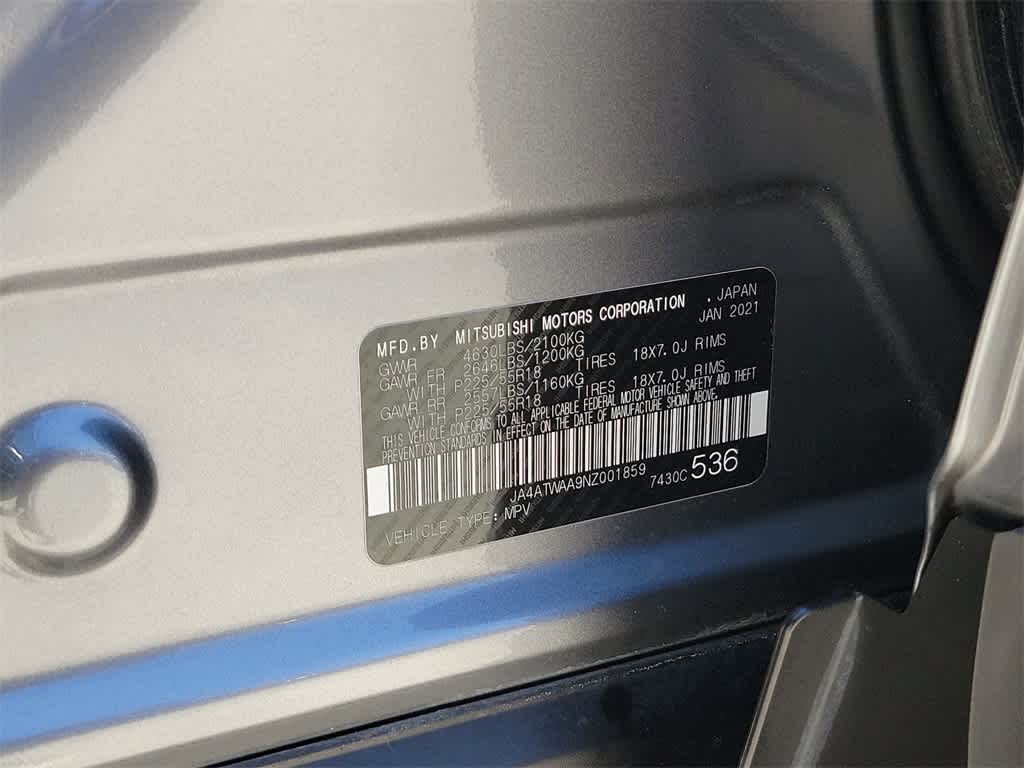 MFD.BY MITSUBISHI MOTORS CORPORATION .JAPAN
JAN 2021
GVWR 4630LBS/2100KG
GAWR FR 2646LBS/1200KG
WITH P225/55R18 TIRES 18X7.0J RIMS
GAWR RR 2557LBS/1160KG
WITH P225/55R18 TIRES 18X7.0J RIMS
THIS VEHICLE CONFORMS TO ALL APPLICABLE FEDERAL MOTOR VEHICLE SAFETY AND THEFT
PREVENTION STANDARDS IN EFFECT ON THE DATE OF MANUFACTURE SHOWN ABOVE.
JA4ATWAA9NZ001859 7430C 536
VEHICLE TYPE: MPV